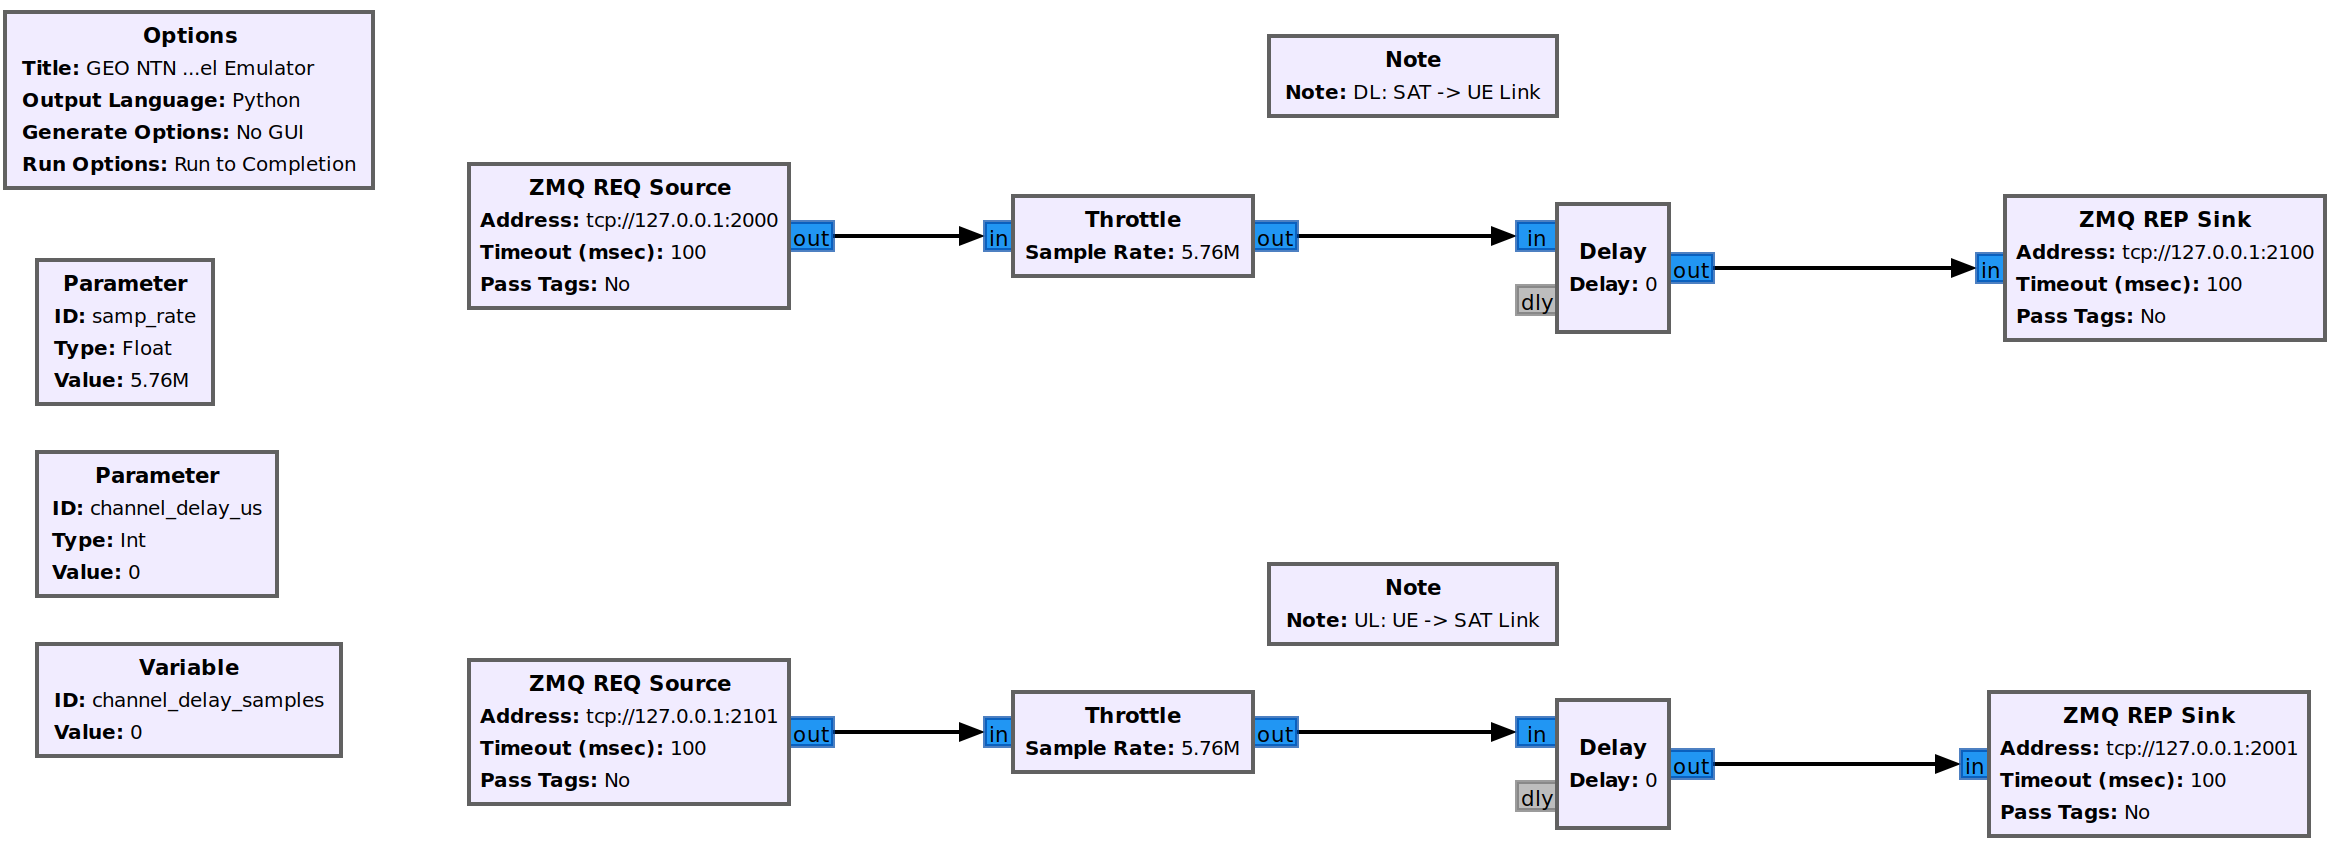 Options
Title: GEO NTN ...el Emulator
Output Language: Python
Generate Options: No GUI
Run Options: Run to Completion
Parameter
ID: samp_rate
Type: Float
Value: 5.76M
Parameter
ID: channel_delay_us
Type: Int
Value: 0
Variable
ID: channel_delay_samples
Value: 0
Note
Note: DL: SAT -> UE Link
ZMQ REQ Source
Address: tcp://127.0.0.1:2000
Timeout (msec): 100
Pass Tags: No
out
in
Throttle
Sample Rate: 5.76M
out
in
dly
Delay
Delay: 0
out
in
ZMQ REP Sink
Address: tcp://127.0.0.1:2100
Timeout (msec): 100
Pass Tags: No
Note
Note: UL: UE -> SAT Link
ZMQ REQ Source
Address: tcp://127.0.0.1:2101
Timeout (msec): 100
Pass Tags: No
out
in
Throttle
Sample Rate: 5.76M
out
in
dly
Delay
Delay: 0
out
in
ZMQ REP Sink
Address: tcp://127.0.0.1:2001
Timeout (msec): 100
Pass Tags: No